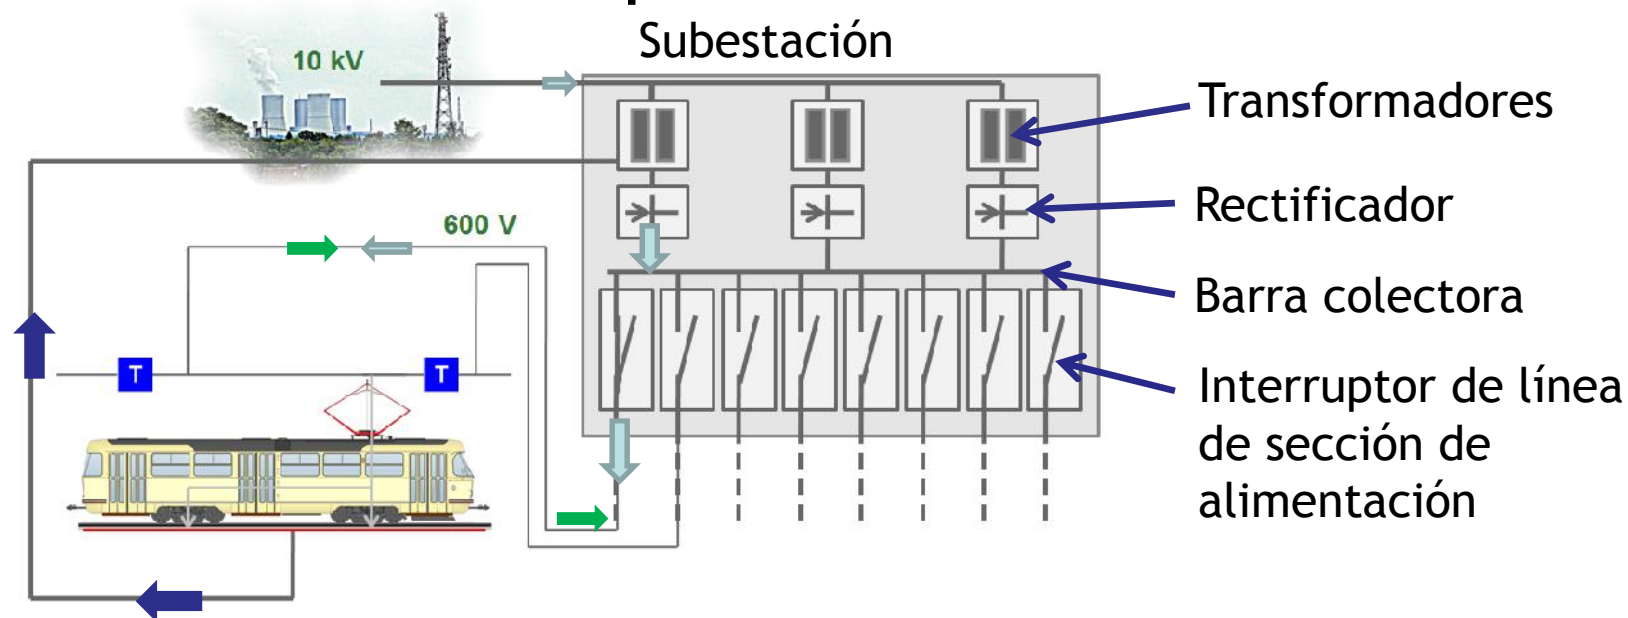 Subestación
10 kV
Transformadores
Rectificador
600 V
Barra colectora
T
T
Interruptor de línea
de sección de
alimentación